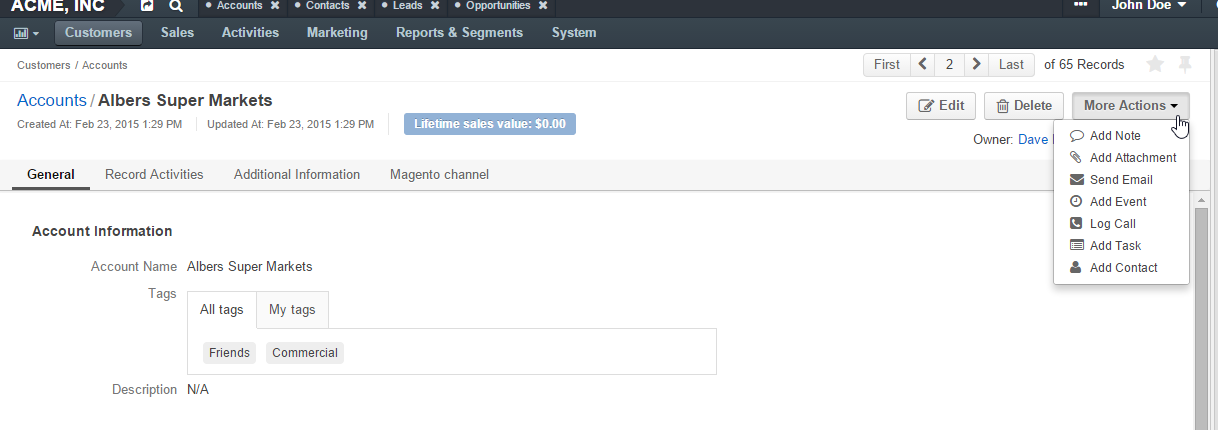 ACME, INC Accounts Contacts Leads Opportunities John Doe
Customers Sales Activities Marketing Reports & Segments System
Customers / Accounts First 2 Last of 65 Records
Accounts / Albers Super Markets Edit Delete More Actions
Created At: Feb 23, 2015 1:29 PM Updated At: Feb 23, 2015 1:29 PM Lifetime sales value: $0.00
Owner: Dave
Add Note
Add Attachment
Send Email
Add Event
Log Call
Add Task
Add Contact
General Record Activities Additional Information Magento channel
Account Information
Account Name Albers Super Markets
Tags All tags My tags
Friends Commercial
Description N/A